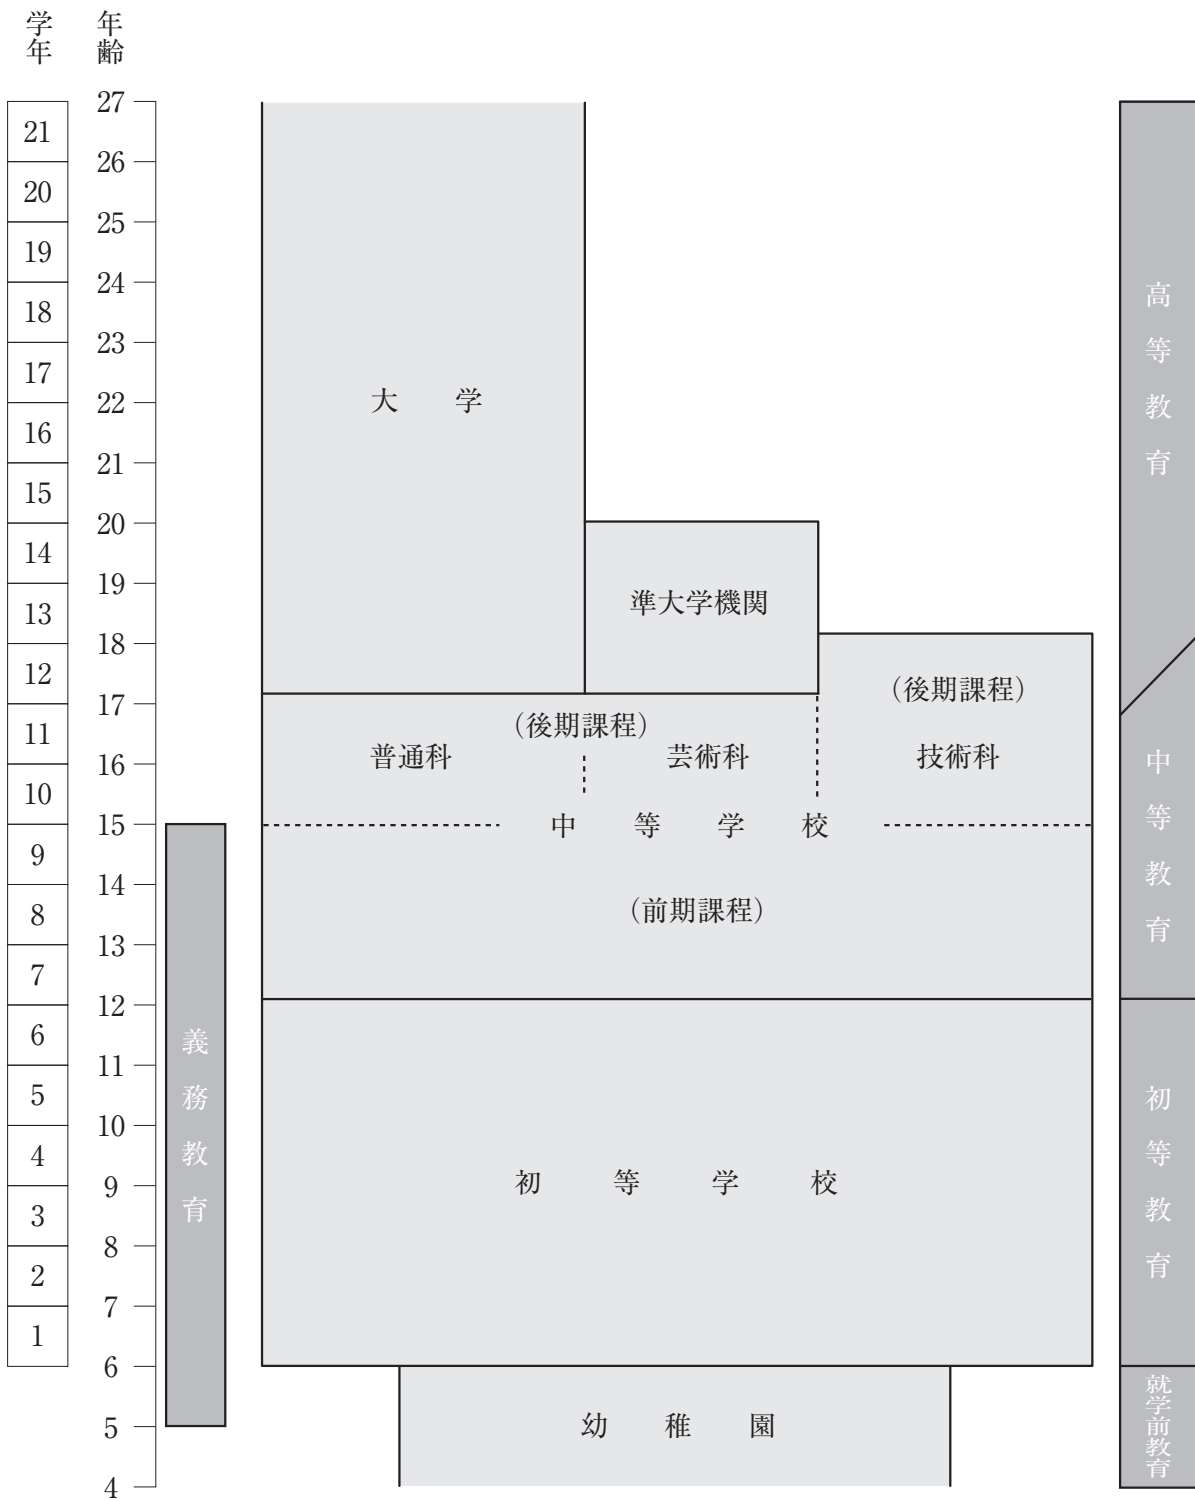 学年
年齢
27
21
26
20
25
19
24
18
23
17
22
16
21
15
20
14
19
13
18
12
17
11
16
10
15
9
14
8
13
7
12
6
11
5
10
4
9
3
8
2
7
1
6
5
4
義務教育
大学
準大学機関
(後期課程)
(後期課程)
普通科
芸術科
技術科
中等学校
(前期課程)
初等学校
幼稚園
高等教育
中等教育
初等教育
就学前教育